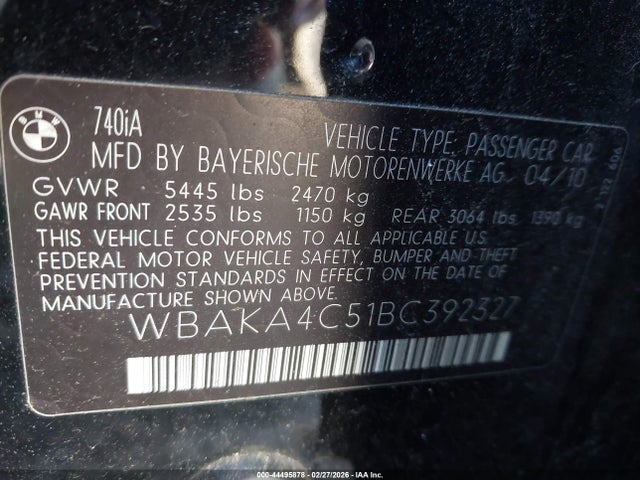 BMW
740iA
VEHICLE TYPE: PASSENGER CAR
MFD BY BAYERISCHE MOTORENWERKE AG 04/10
GVWR 5445 lbs 2470 kg
GAWR FRONT 2535 lbs 1150 kg REAR 3064 lbs 1390 kg
THIS VEHICLE CONFORMS TO ALL APPLICABLE U.S.
FEDERAL MOTOR VEHICLE SAFETY, BUMPER AND THEFT
PREVENTION STANDARDS IN EFFECT ON THE DATE OF
MANUFACTURE SHOWN ABOVE.
WBAKA4C51BC392327
000-44495878 - 02/27/2026 - IAA Inc.